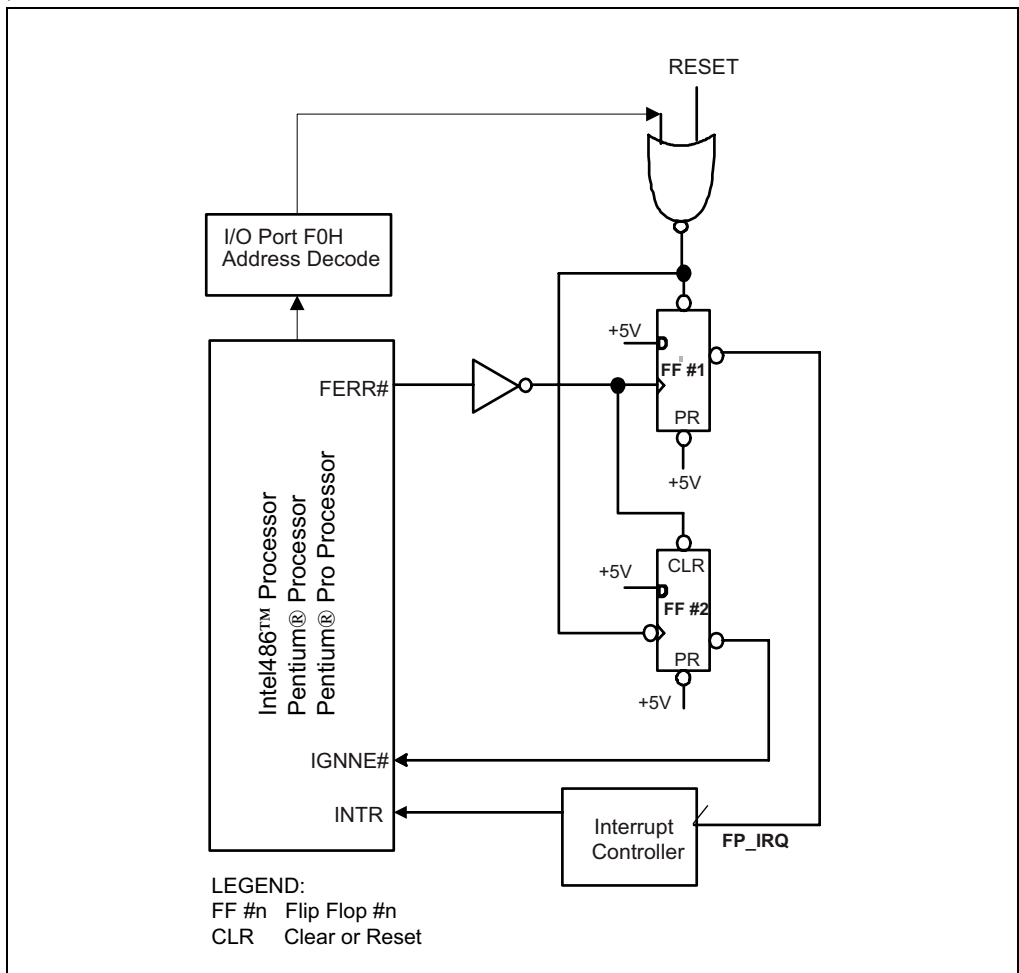 RESET
I/O Port F0H
Address Decode
+5V
FF #1
PR
+5V
FERR#
CLR
+5V
FF #2
PR
+5V
Intel486™ Processor
Pentium® Processor
Pentium® Pro Processor
IGNNE#
INTR
Interrupt
Controller
FP_IRQ
LEGEND:
FF #n Flip Flop #n
CLR Clear or Reset